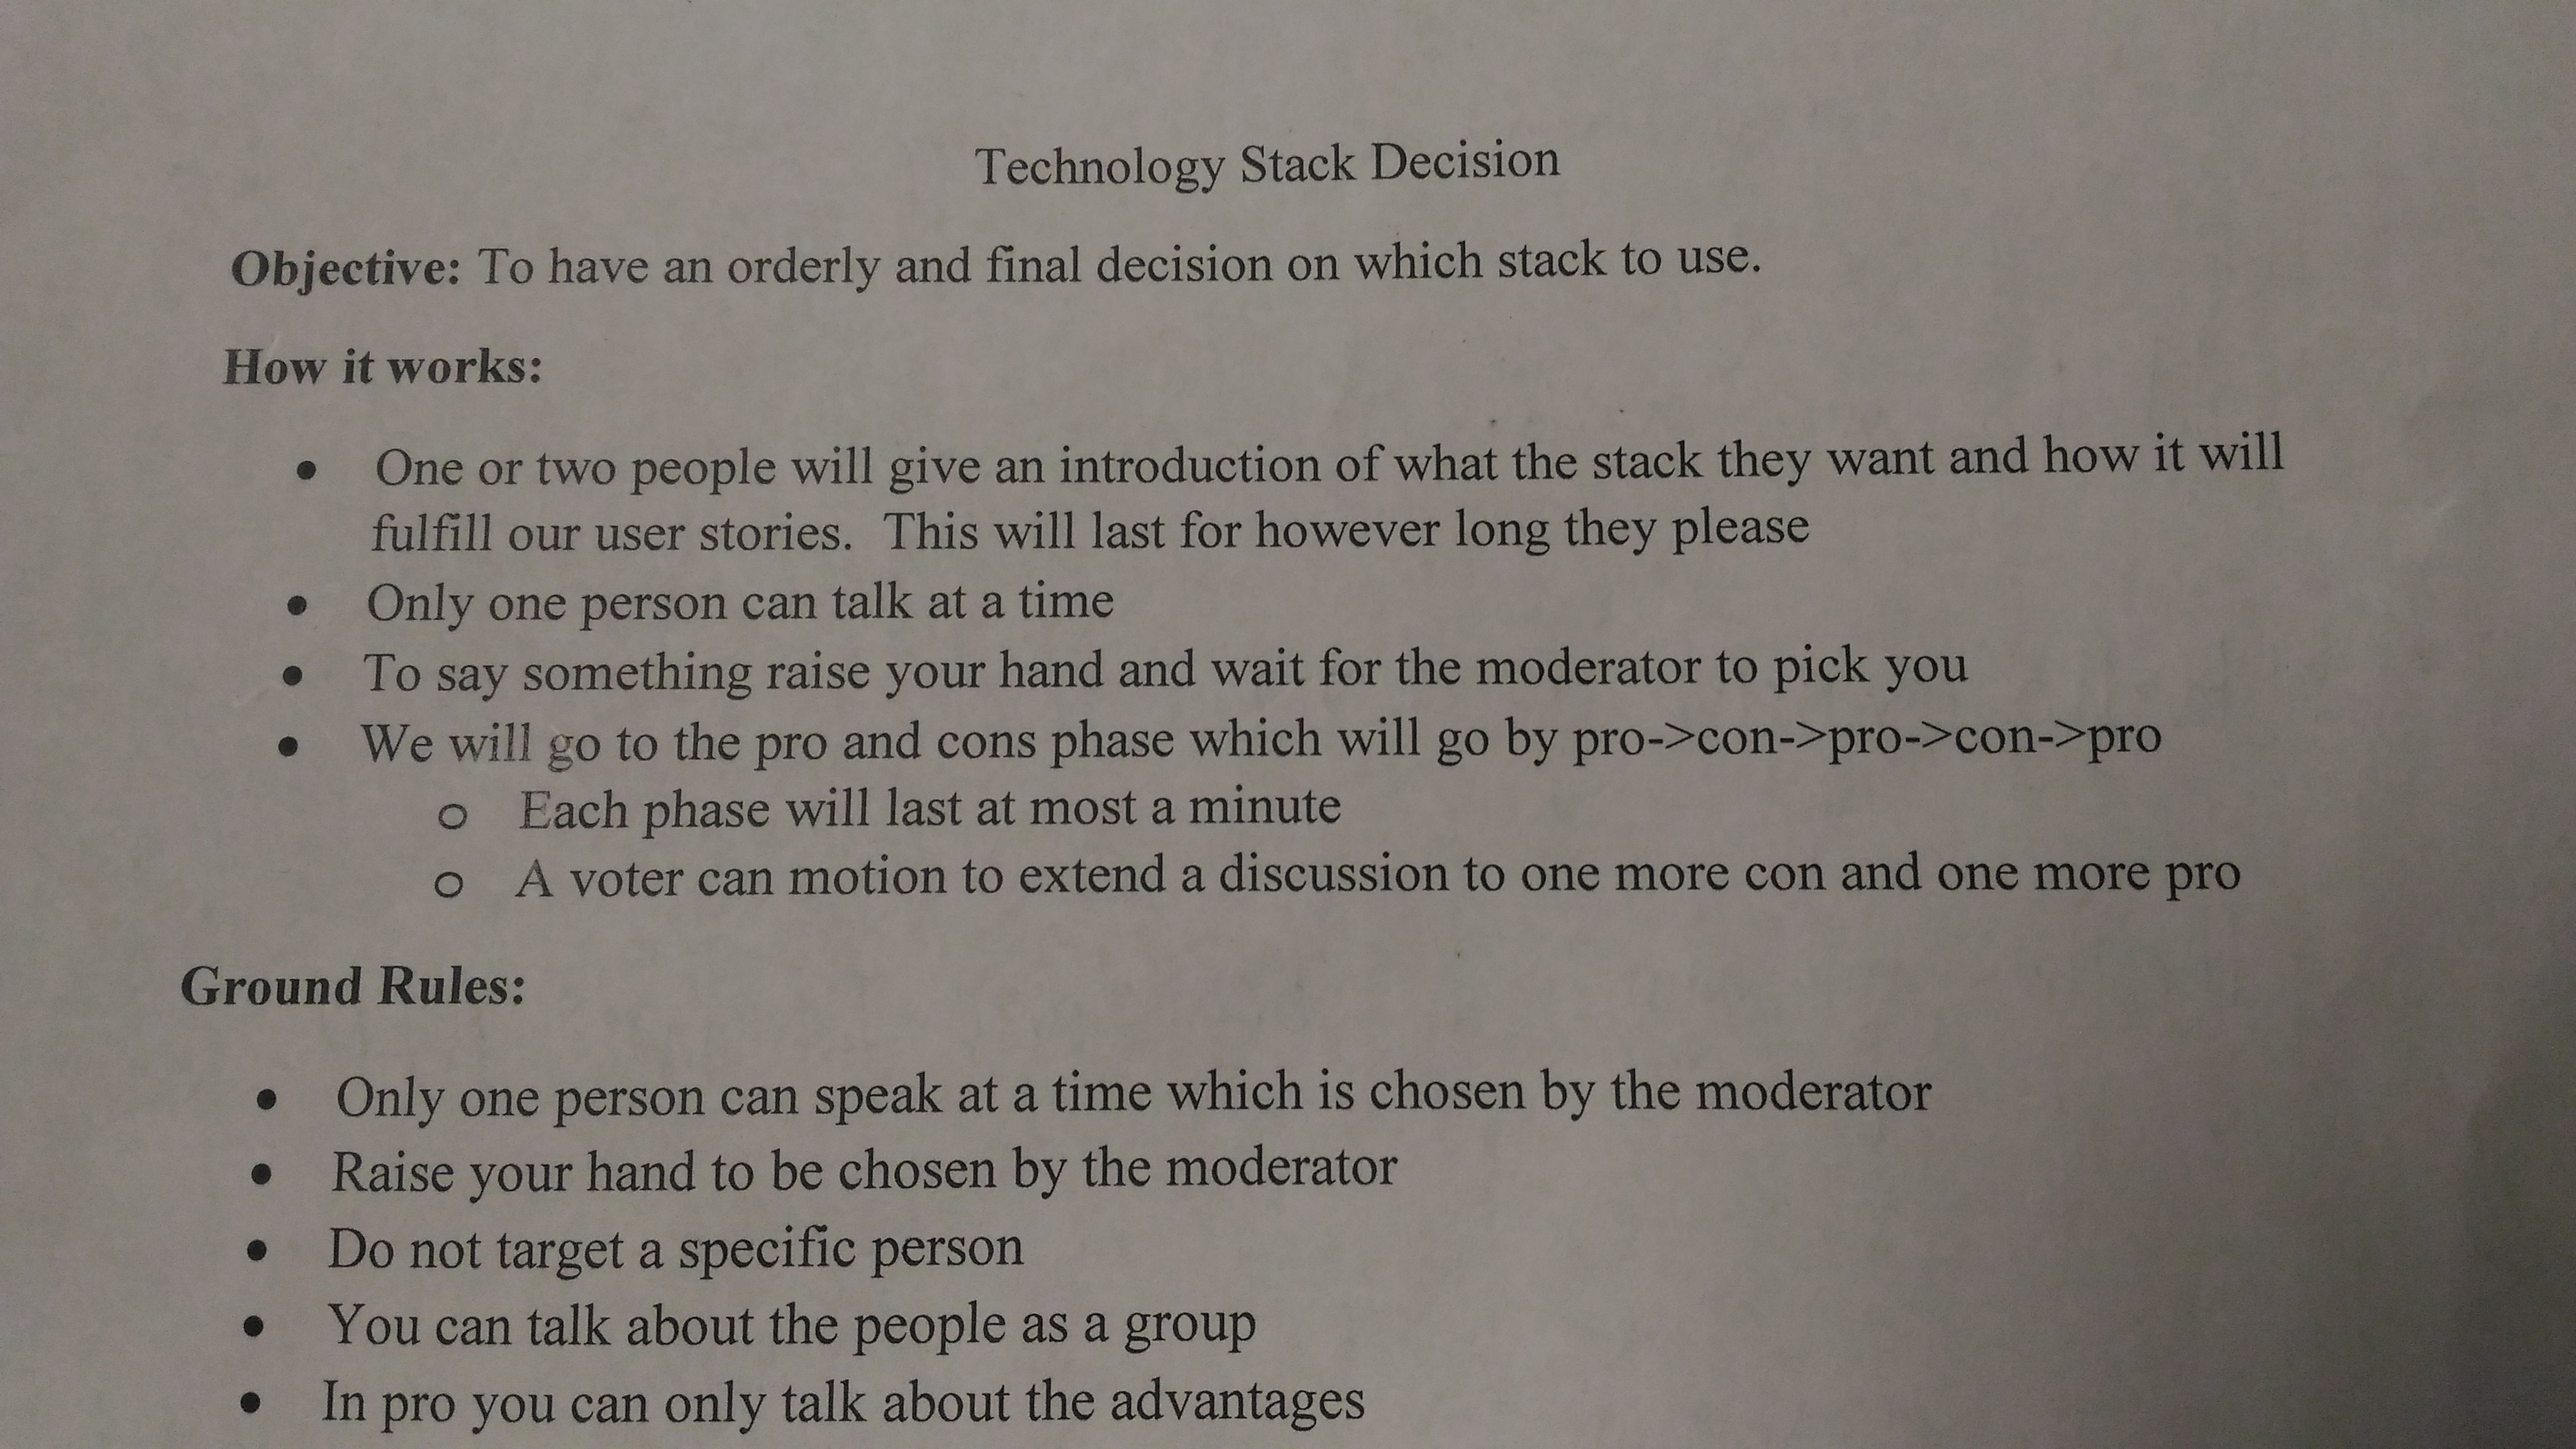 Technology Stack Decision
Objective: To have an orderly and final decision on which stack to use.
How it works:
• One or two people will give an introduction of what the stack they want and how it will
fulfill our user stories.  This will last for however long they please
• Only one person can talk at a time
• To say something raise your hand and wait for the moderator to pick you
• We will go to the pro and cons phase which will go by pro->con->pro->con->pro
o Each phase will last at most a minute
o A voter can motion to extend a discussion to one more con and one more pro
Ground Rules:
• Only one person can speak at a time which is chosen by the moderator
• Raise your hand to be chosen by the moderator
• Do not target a specific person
• You can talk about the people as a group
• In pro you can only talk about the advantages